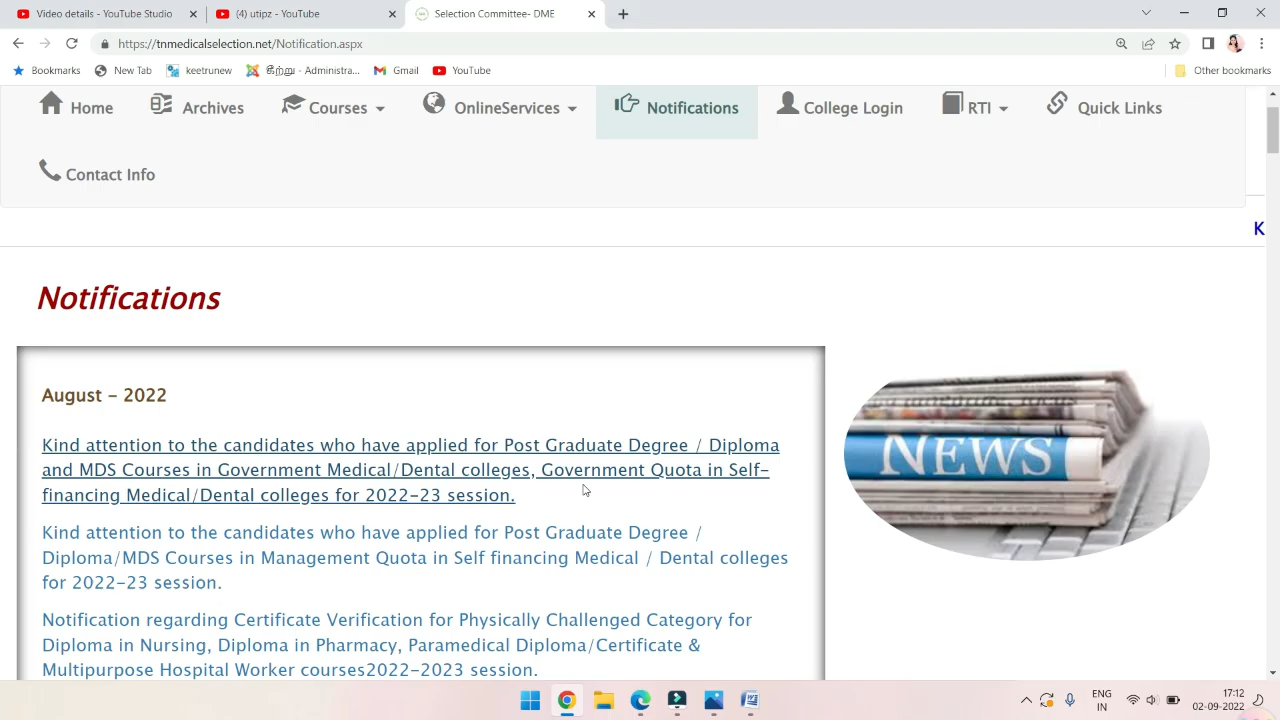 Video details - YouTube Studio
(4) utipz - YouTube
Selection Committee- DME
https://tnmedicalselection.net/Notification.aspx
Bookmarks
New Tab
keetrunew
- Administra...
Gmail
YouTube
Other bookmarks
Home
Archives
Courses
OnlineServices
Notifications
College Login
RTI
Quick Links
Contact Info
K
Notifications
August - 2022
Kind attention to the candidates who have applied for Post Graduate Degree / Diploma
and MDS Courses in Government Medical/Dental colleges, Government Quota in Self-
financing Medical/Dental colleges for 2022-23 session.
Kind attention to the candidates who have applied for Post Graduate Degree /
Diploma/MDS Courses in Management Quota in Self financing Medical / Dental colleges
for 2022-23 session.
Notification regarding Certificate Verification for Physically Challenged Category for
Diploma in Nursing, Diploma in Pharmacy, Paramedical Diploma/Certificate &
Multipurpose Hospital Worker courses2022-2023 session.
NEWS
ENG
IN
17:12
02-09-2022